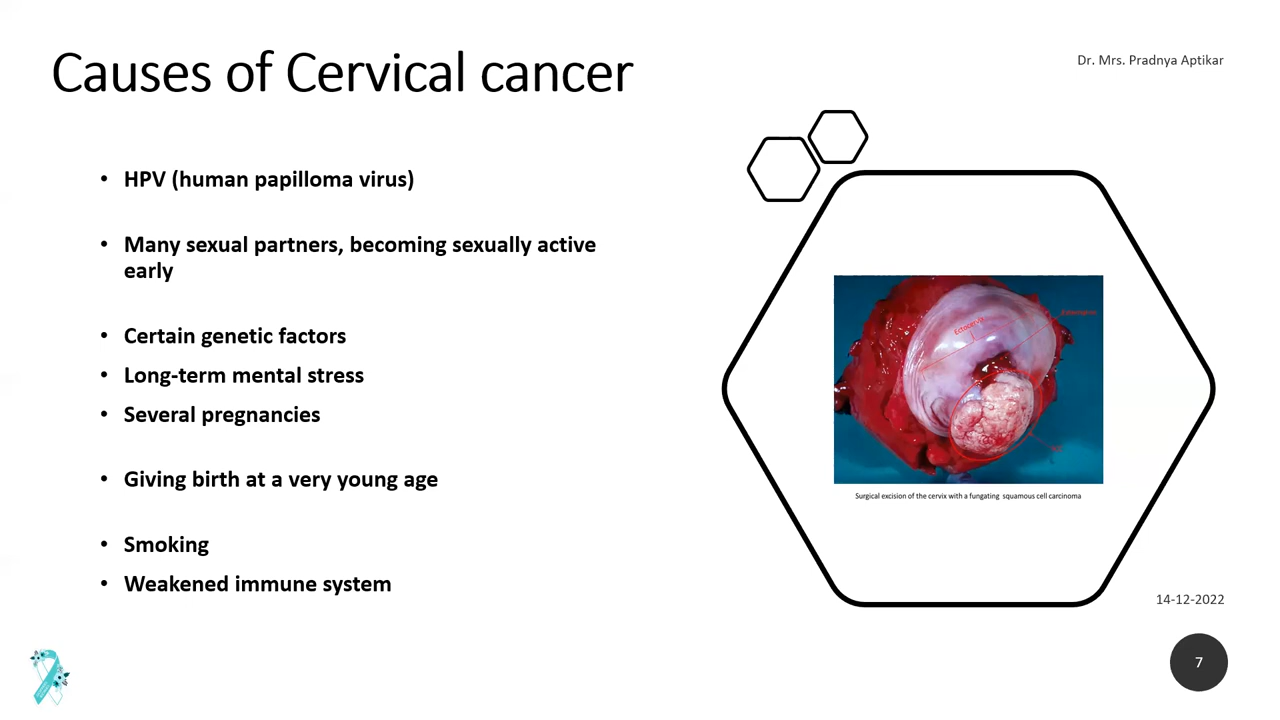 Causes of Cervical cancer
Dr. Mrs. Pradnya Aptikar
• HPV (human papilloma virus)
• Many sexual partners, becoming sexually active
early
• Certain genetic factors
• Long-term mental stress
• Several pregnancies
• Giving birth at a very young age
• Smoking
• Weakened immune system
Ectocervix
Surgical excision of the cervix with a fungating squamous cell carcinoma
14-12-2022
7